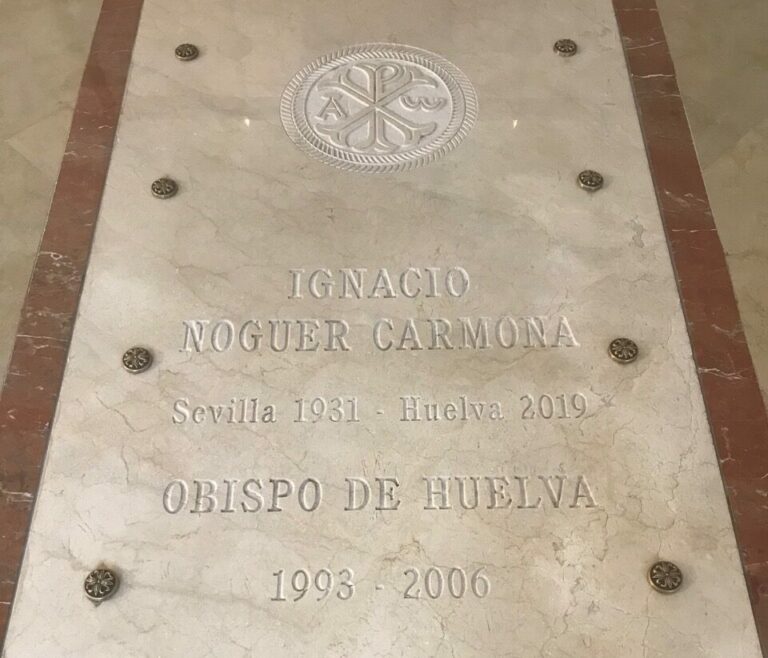 A P ω
IGNACIO
NOGUER CARMONA
Sevilla 1931 - Huelva 2019
OBISPO DE HUELVA
1993 - 2006